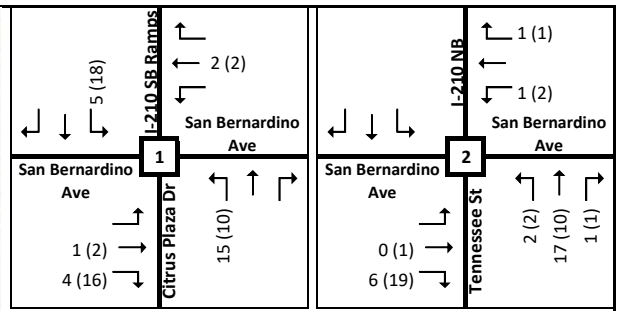 5 (18)
I-210 SB Ramps
2 (2)
San Bernardino
Ave
1
San Bernardino
Ave
1 (2)
4 (16)
Citrus Plaza Dr
15 (10)
I-210 NB
1 (1)
1 (2)
San Bernardino
Ave
2
San Bernardino
Ave
0 (1)
6 (19)
Tennessee St
2 (2)
17 (10)
1 (1)